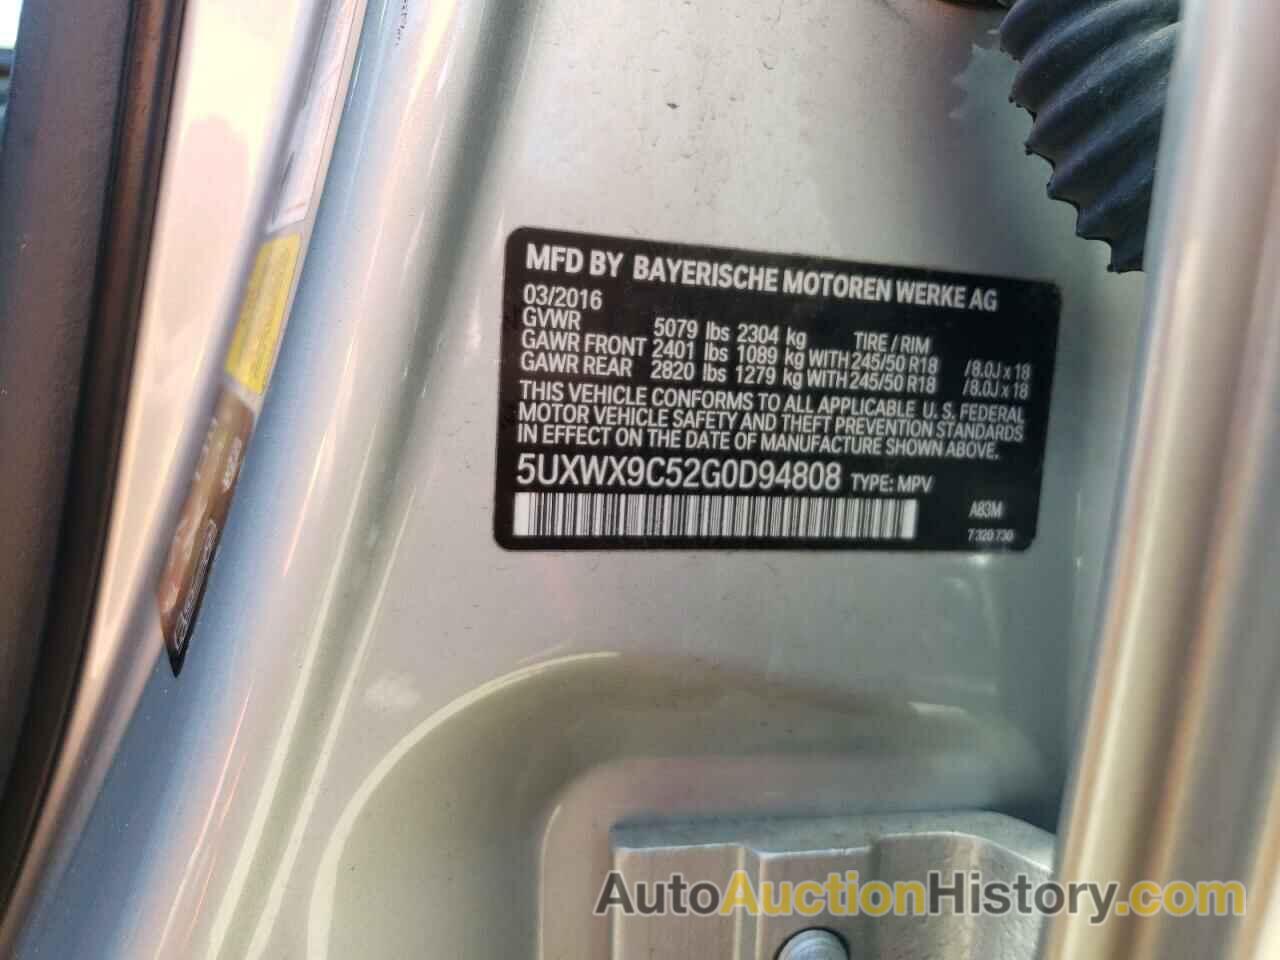 MFD BY BAYERISCHE MOTOREN WERKE AG
03/2016
GVWR 5079 lbs 2304 kg TIRE / RIM
GAWR FRONT 2401 lbs 1089 kg WITH 245/50 R18 /8.0J x 18
GAWR REAR 2820 lbs 1279 kg WITH 245/50 R18 /8.0J x 18
THIS VEHICLE CONFORMS TO ALL APPLICABLE U. S. FEDERAL
MOTOR VEHICLE SAFETY AND THEFT PREVENTION STANDARDS
IN EFFECT ON THE DATE OF MANUFACTURE SHOWN ABOVE.
5UXWX9C52G0D94808 TYPE: MPV
A83M
7 320 730
AutoAuctionHistory.com